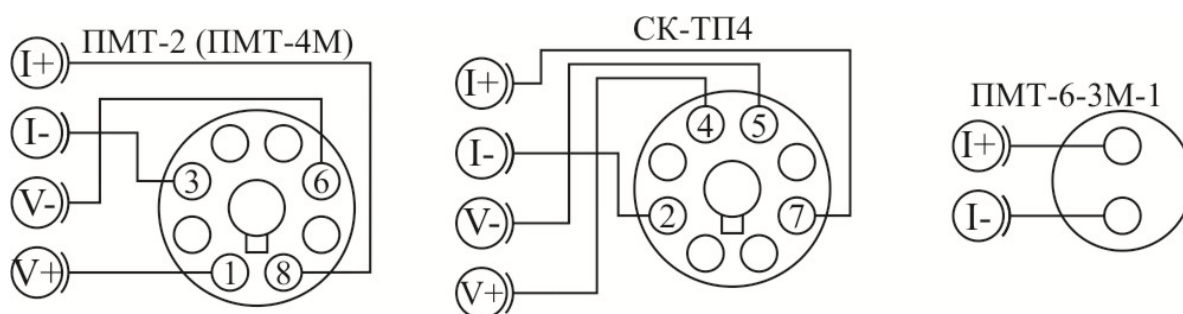 ПМТ-2 (ПМТ-4М)
I+
I-
V-
V+
3
6
1
8
СК-ТП4
I+
I-
V-
V+
4
5
2
7
ПМТ-6-3М-1
I+
I-